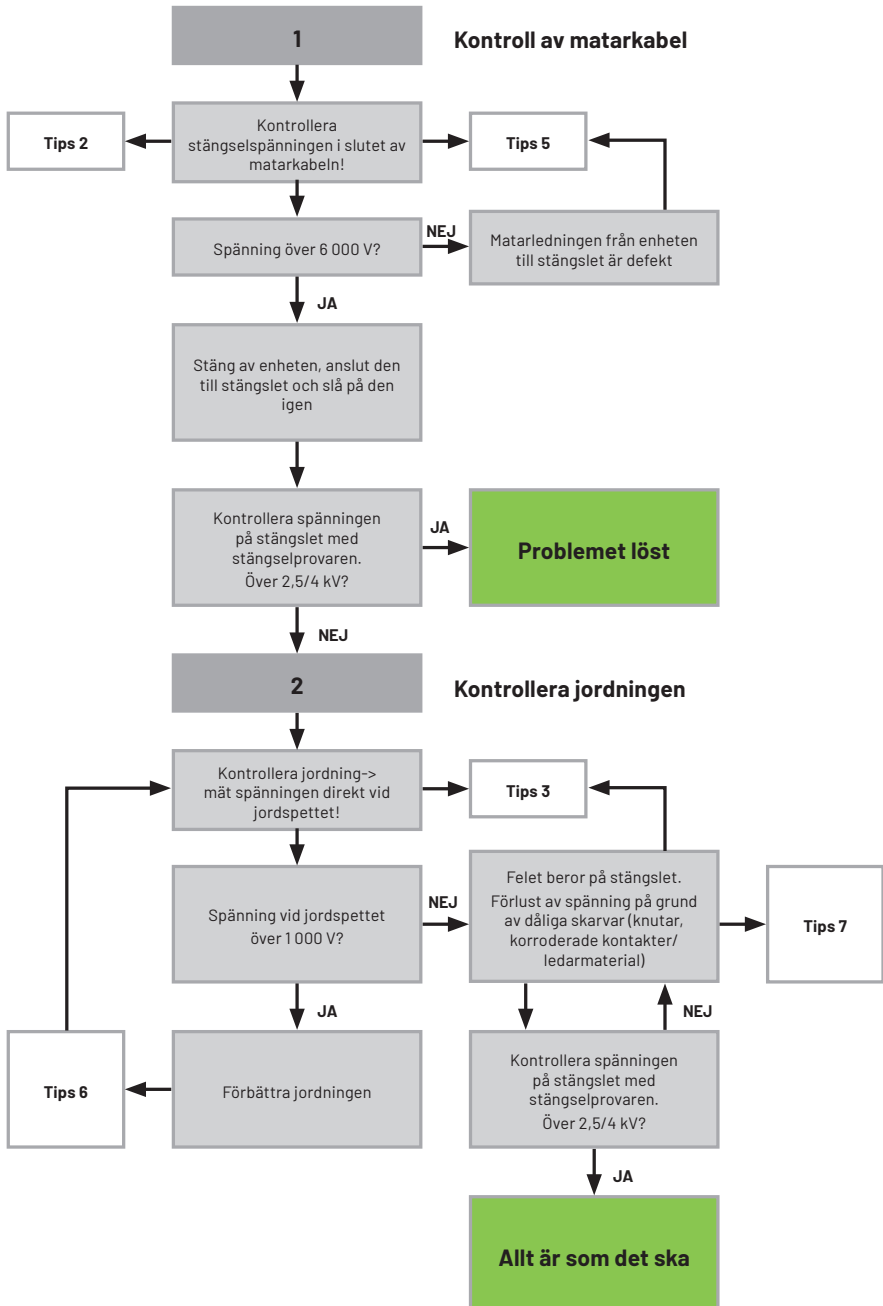 1
Kontroll av matarkabel
Tips 2
Kontrollera
stängselspänningen i slutet av
matarkabeln!
Tips 5
Spänning över 6 000 V?
NEJ
Matarledningen från enheten
till stängslet är defekt
JA
Stäng av enheten, anslut den
till stängslet och slå på den
igen
Kontrollera spänningen
på stängslet med
stängselprovaren.
Över 2,5/4 kV?
JA
Problemet löst
NEJ
2
Kontrollera jordningen
Kontrollera jordning->
mät spänningen direkt vid
jordspettet!
Tips 3
Spänning vid jordspettet
över 1 000 V?
NEJ
Felet beror på stängslet.
Förlust av spänning på grund
av dåliga skarvar (knutar,
korroderade kontakter/
ledarmaterial)
Tips 7
JA
NEJ
Tips 6
Förbättra jordningen
Kontrollera spänningen
på stängslet med
stängselprovaren.
Över 2,5/4 kV?
JA
Allt är som det ska